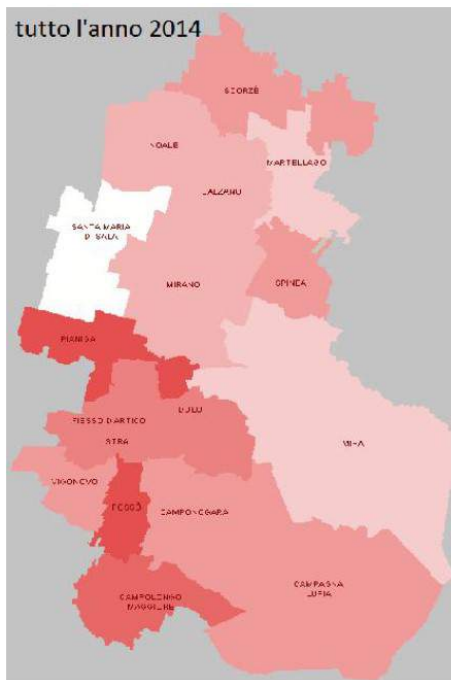 tutto l'anno 2014
SCORZÈ
NOALE
MARTELLAGO
SALZANO
SANTA MARIA
DI SALA
MIRANO
SPINEA
PIANIGA
DOLO
FIESSO D'ARTICO
STRA
MIRA
VIGONOVO
FOSSÒ
CAMPONOGARA
CAMPAGNA
LUPIA
CAMPOLONGO
MAGGIORE